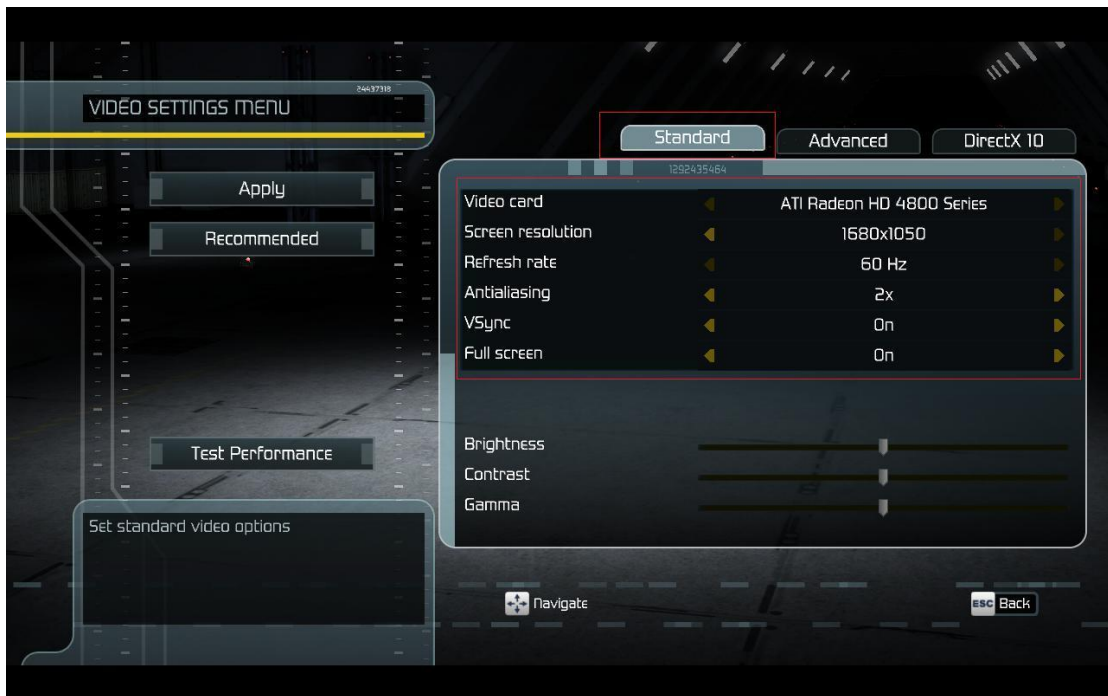 24437318
VIDEO SETTINGS MENU
Standard
Advanced
DirectX 10
1292435464
Apply
Recommended
Test Performance
Video card
ATI Radeon HD 4800 Series
Screen resolution
1680x1050
Refresh rate
60 Hz
Antialiasing
2x
VSync
On
Full screen
On
Brightness
Contrast
Gamma
Set standard video options
Navigate
ESC Back